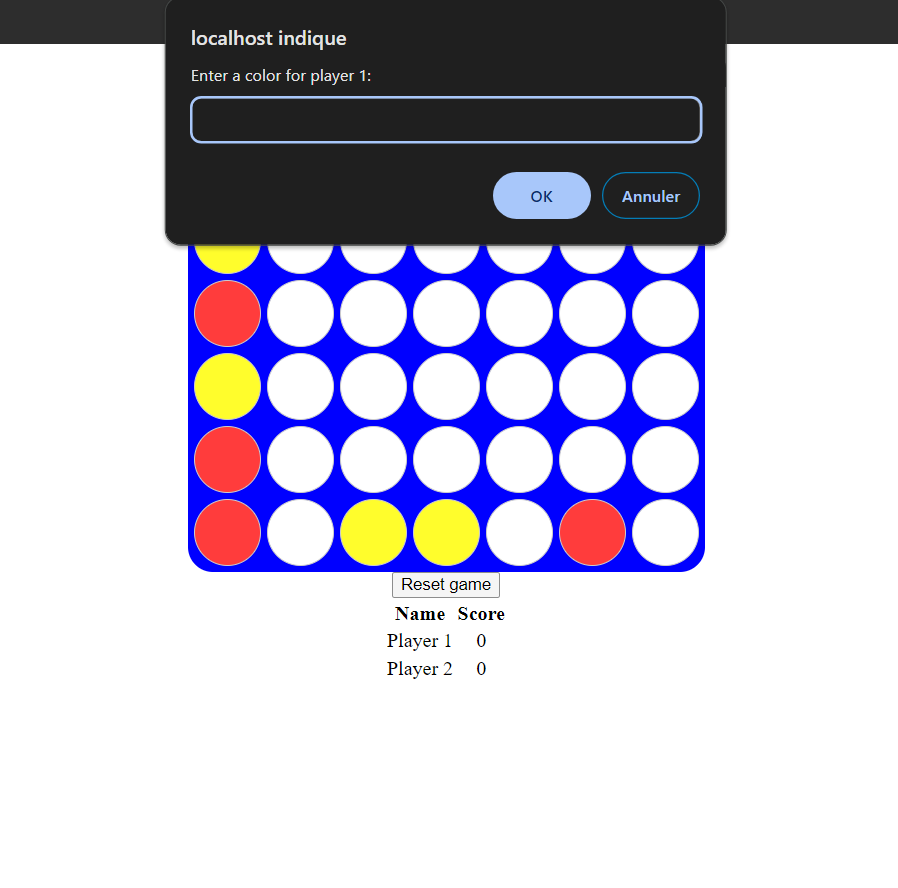 localhost indique
Enter a color for player 1:
OK Annuler
Reset game
Name Score
Player 1 0
Player 2 0